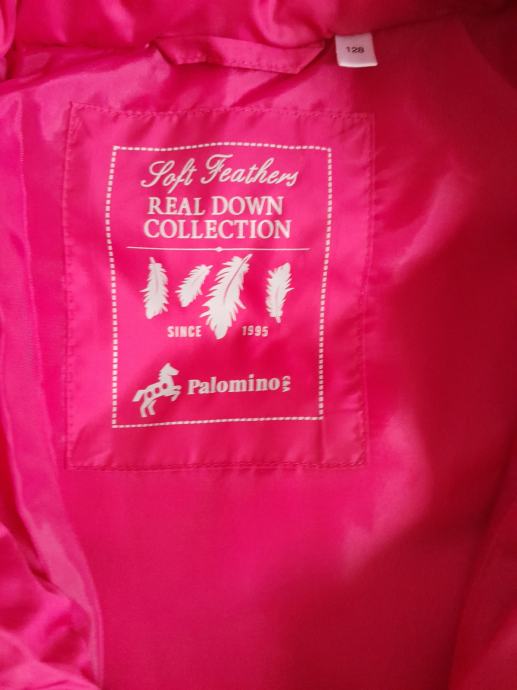 128
Soft Feathers
REAL DOWN
COLLECTION
SINCE 1995
Palomino C&A